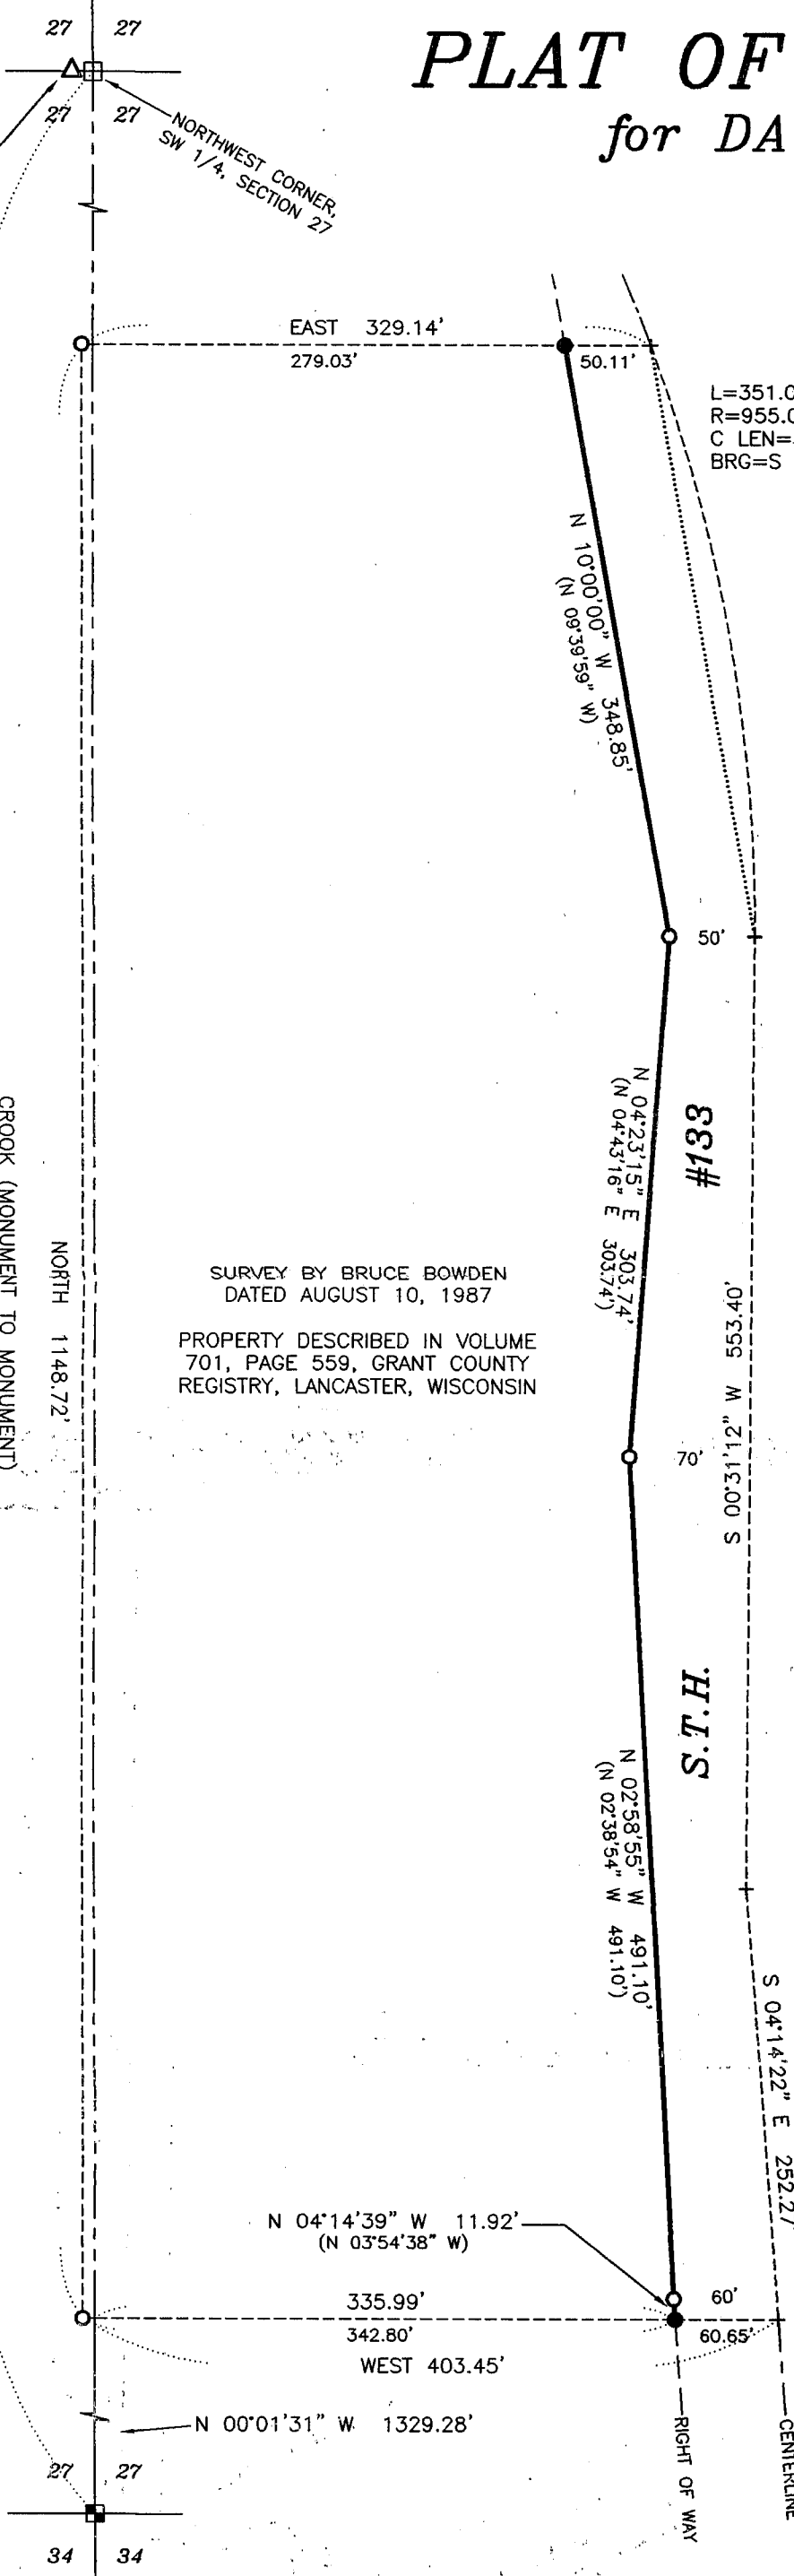 27 27
PLAT OF
for DA
27 27
NORTHWEST CORNER,
SW 1/4, SECTION 27
EAST 329.14'
279.03'
50.11'
L=351.0
R=955.0
C LEN=
BRG=S
N 10°00'00" W 348.85'
(N 09°39'59" W)
50'
N 04°23'15" E 303.74'
(N 04°43'16" E 303.74')
#133
CROOK (MONUMENT TO MONUMENT)
NORTH 1148.72'
SURVEY BY BRUCE BOWDEN
DATED AUGUST 10, 1987
PROPERTY DESCRIBED IN VOLUME
701, PAGE 559, GRANT COUNTY
REGISTRY, LANCASTER, WISCONSIN
S 00°31'12" W 553.40'
70'
S.T.H.
N 02°58'55" W 491.10'
(N 02°38'54" W 491.10')
S 04°14'22" E 252.27
N 04°14'39" W 11.92'
(N 03°54'38" W)
60'
335.99'
342.80'
60.65'
WEST 403.45'
N 00°01'31" W 1329.28'
RIGHT OF WAY
CENTERLINE
27 27
34 34